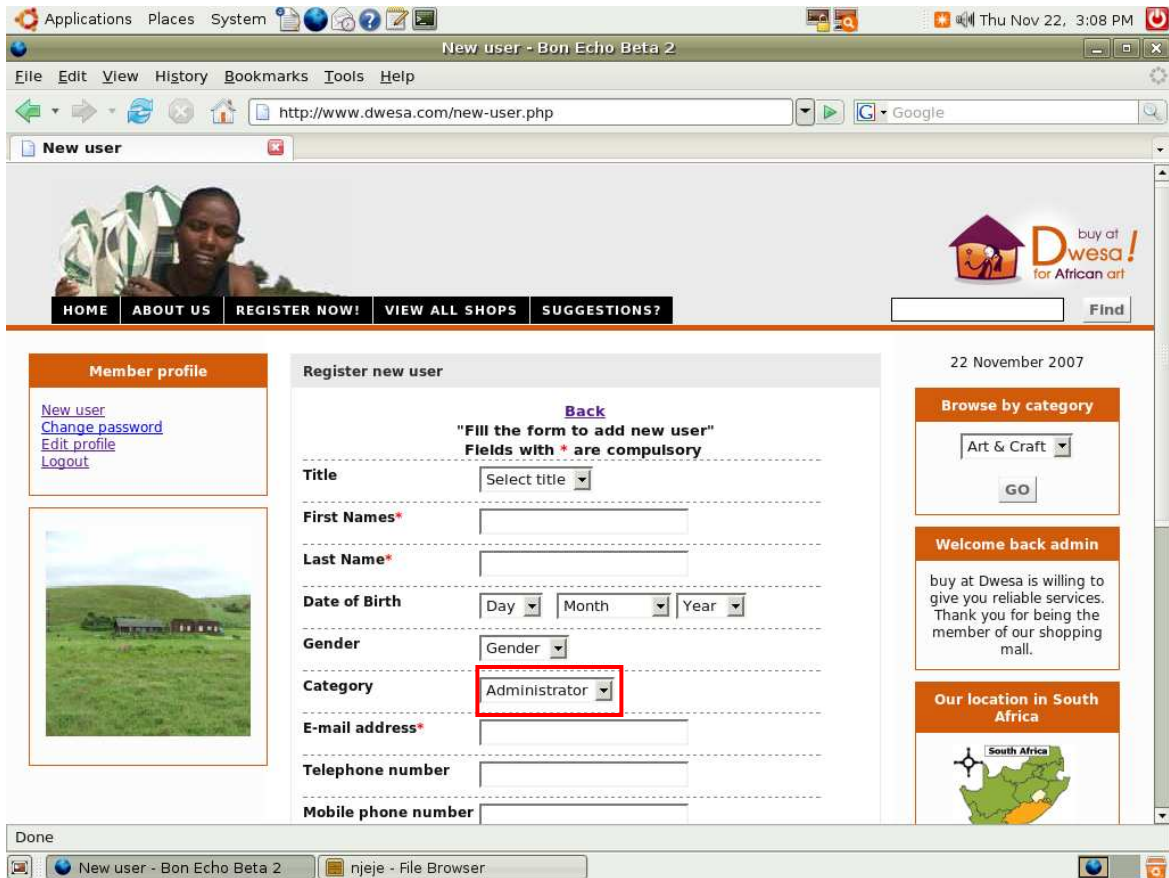 Applications Places System Thu Nov 22, 3:08 PM
New user - Bon Echo Beta 2
File Edit View History Bookmarks Tools Help
http://www.dwesa.com/new-user.php G Google
New user
buy at
Dwesa!
for African art
HOME ABOUT US REGISTER NOW! VIEW ALL SHOPS SUGGESTIONS? Find
Member profile
New user
Change password
Edit profile
Logout
Register new user
Back
"Fill the form to add new user"
Fields with * are compulsory
Title Select title
First Names*
Last Name*
Date of Birth Day Month Year
Gender Gender
Category Administrator
E-mail address*
Telephone number
Mobile phone number
22 November 2007
Browse by category
Art & Craft
GO
Welcome back admin
buy at Dwesa is willing to
give you reliable services.
Thank you for being the
member of our shopping
mall.
Our location in South
Africa
South Africa
Done
New user - Bon Echo Beta 2 njeje - File Browser